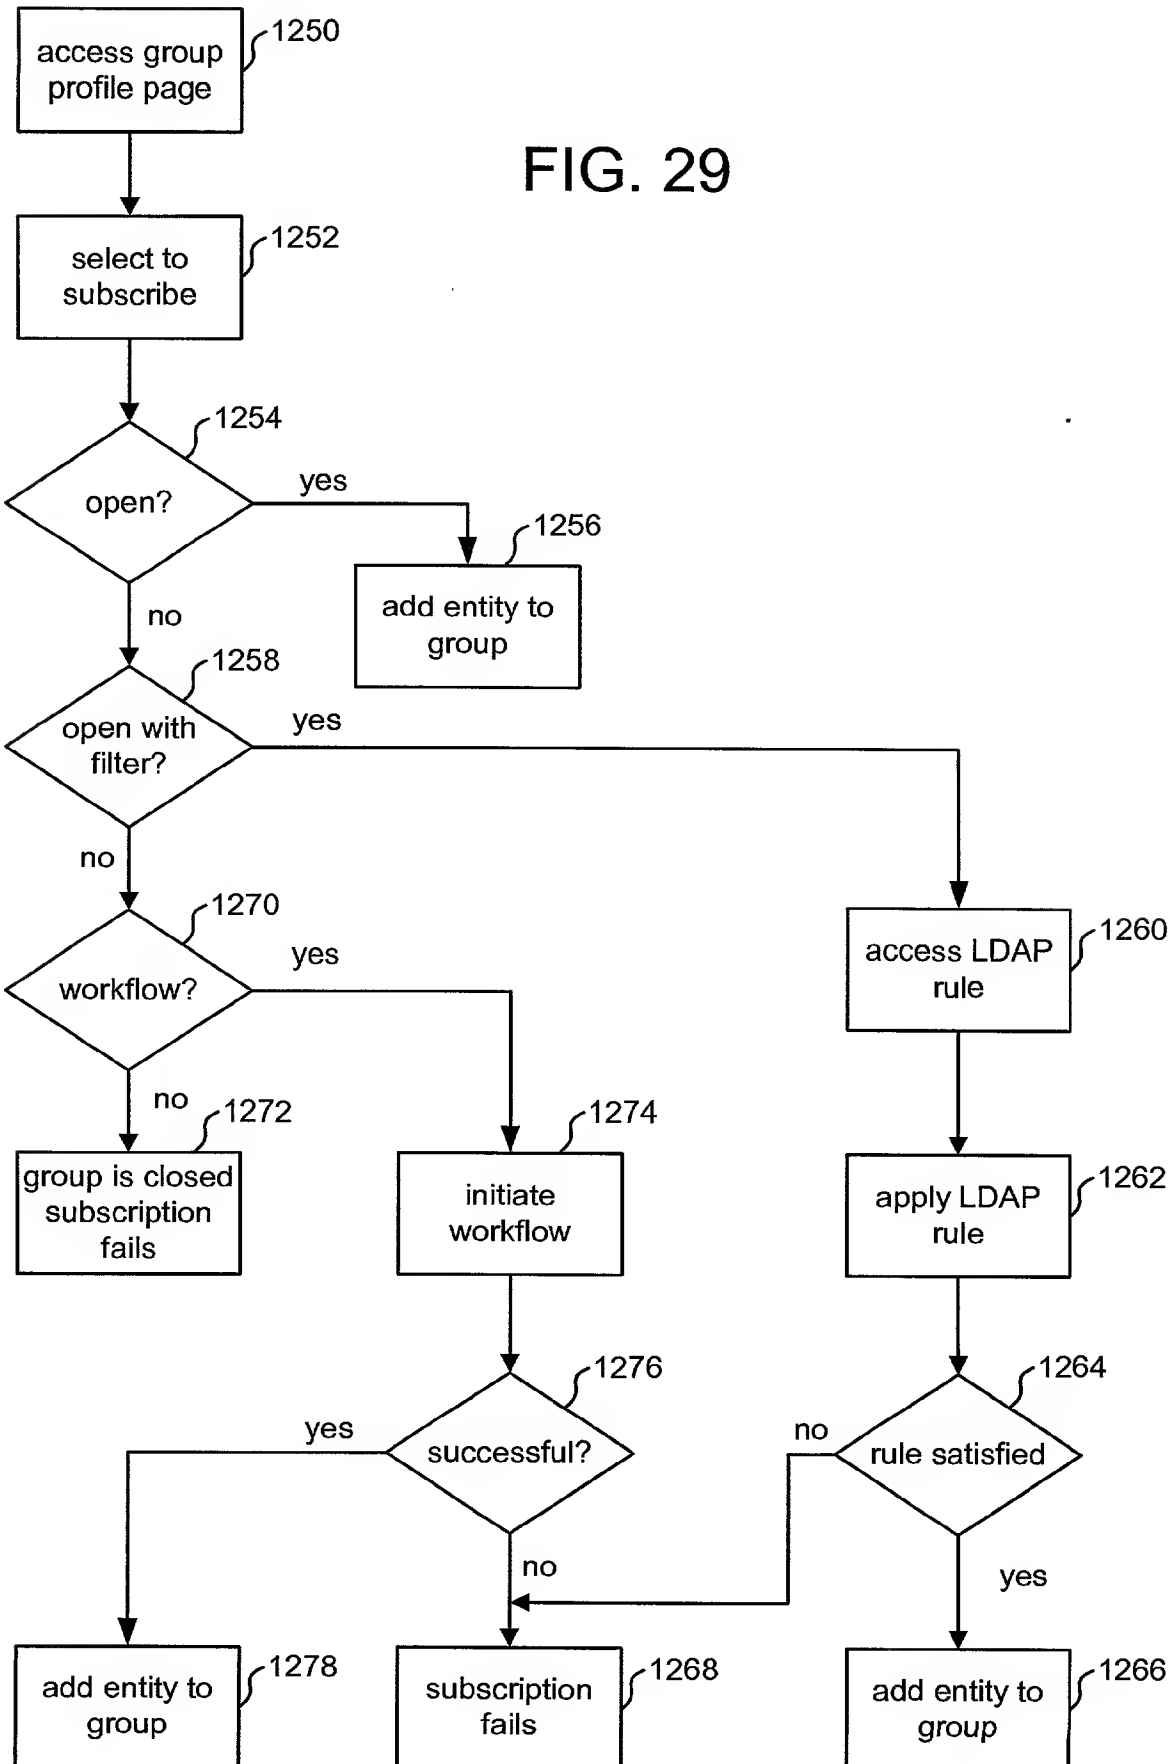 1250
access group
profile page
FIG. 29
1252
select to
subscribe
1254
open?
yes
1256
add entity to
group
no
1258
open with
filter?
yes
no
1270
workflow?
yes
1260
access LDAP
rule
no
1272
group is closed
subscription
fails
1274
initiate
workflow
1262
apply LDAP
rule
1276
successful?
yes
1264
rule satisfied
no
no
yes
1278
add entity to
group
1268
subscription
fails
1266
add entity to
group